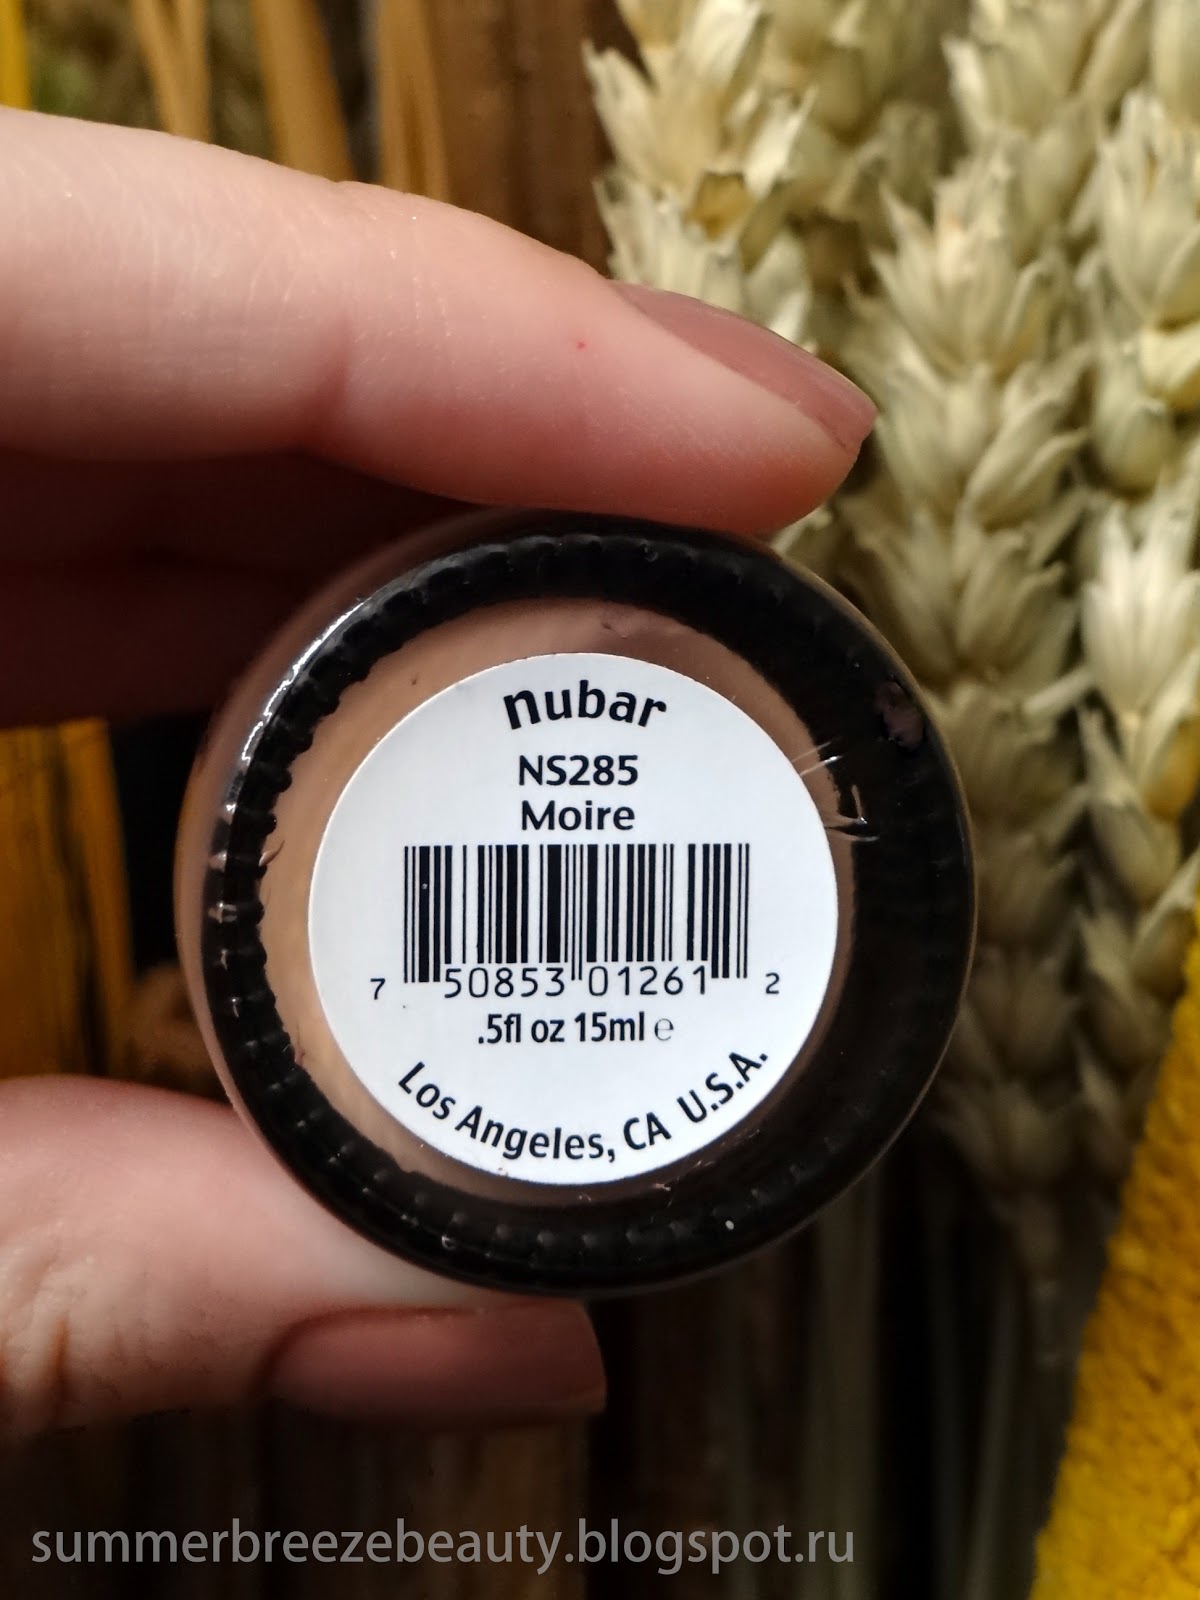 nubar
NS285
Moire
7 50853 01261 2
.5fl oz 15ml ℮
Los Angeles, CA U.S.A.
summerbreezebeauty.blogspot.ru